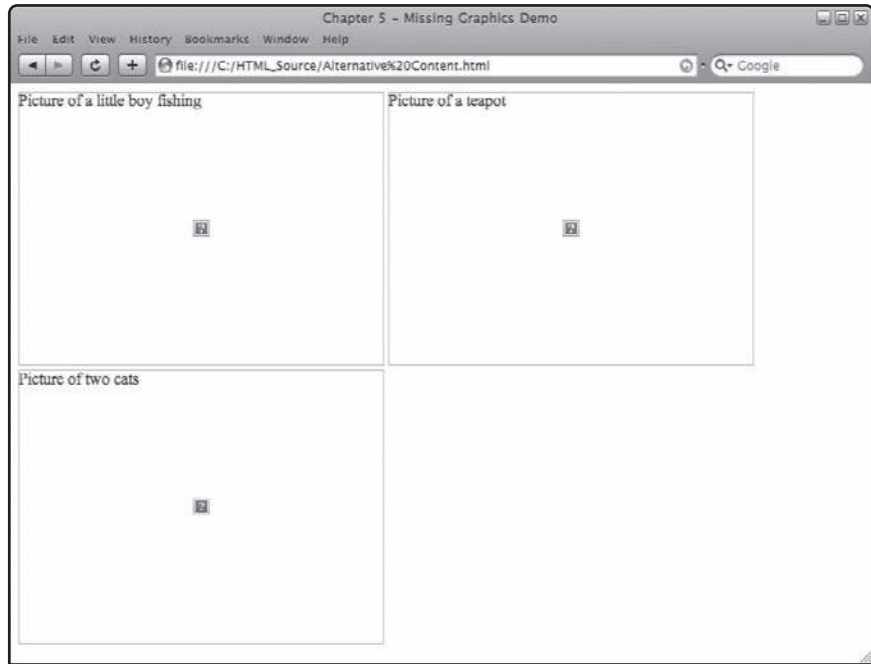 Chapter 5 – Missing Graphics Demo
File Edit View History Bookmarks Window Help
file:///C:/HTML_Source/Alternative%20Content.html
Google
Picture of a little boy fishing
Picture of a teapot
Picture of two cats